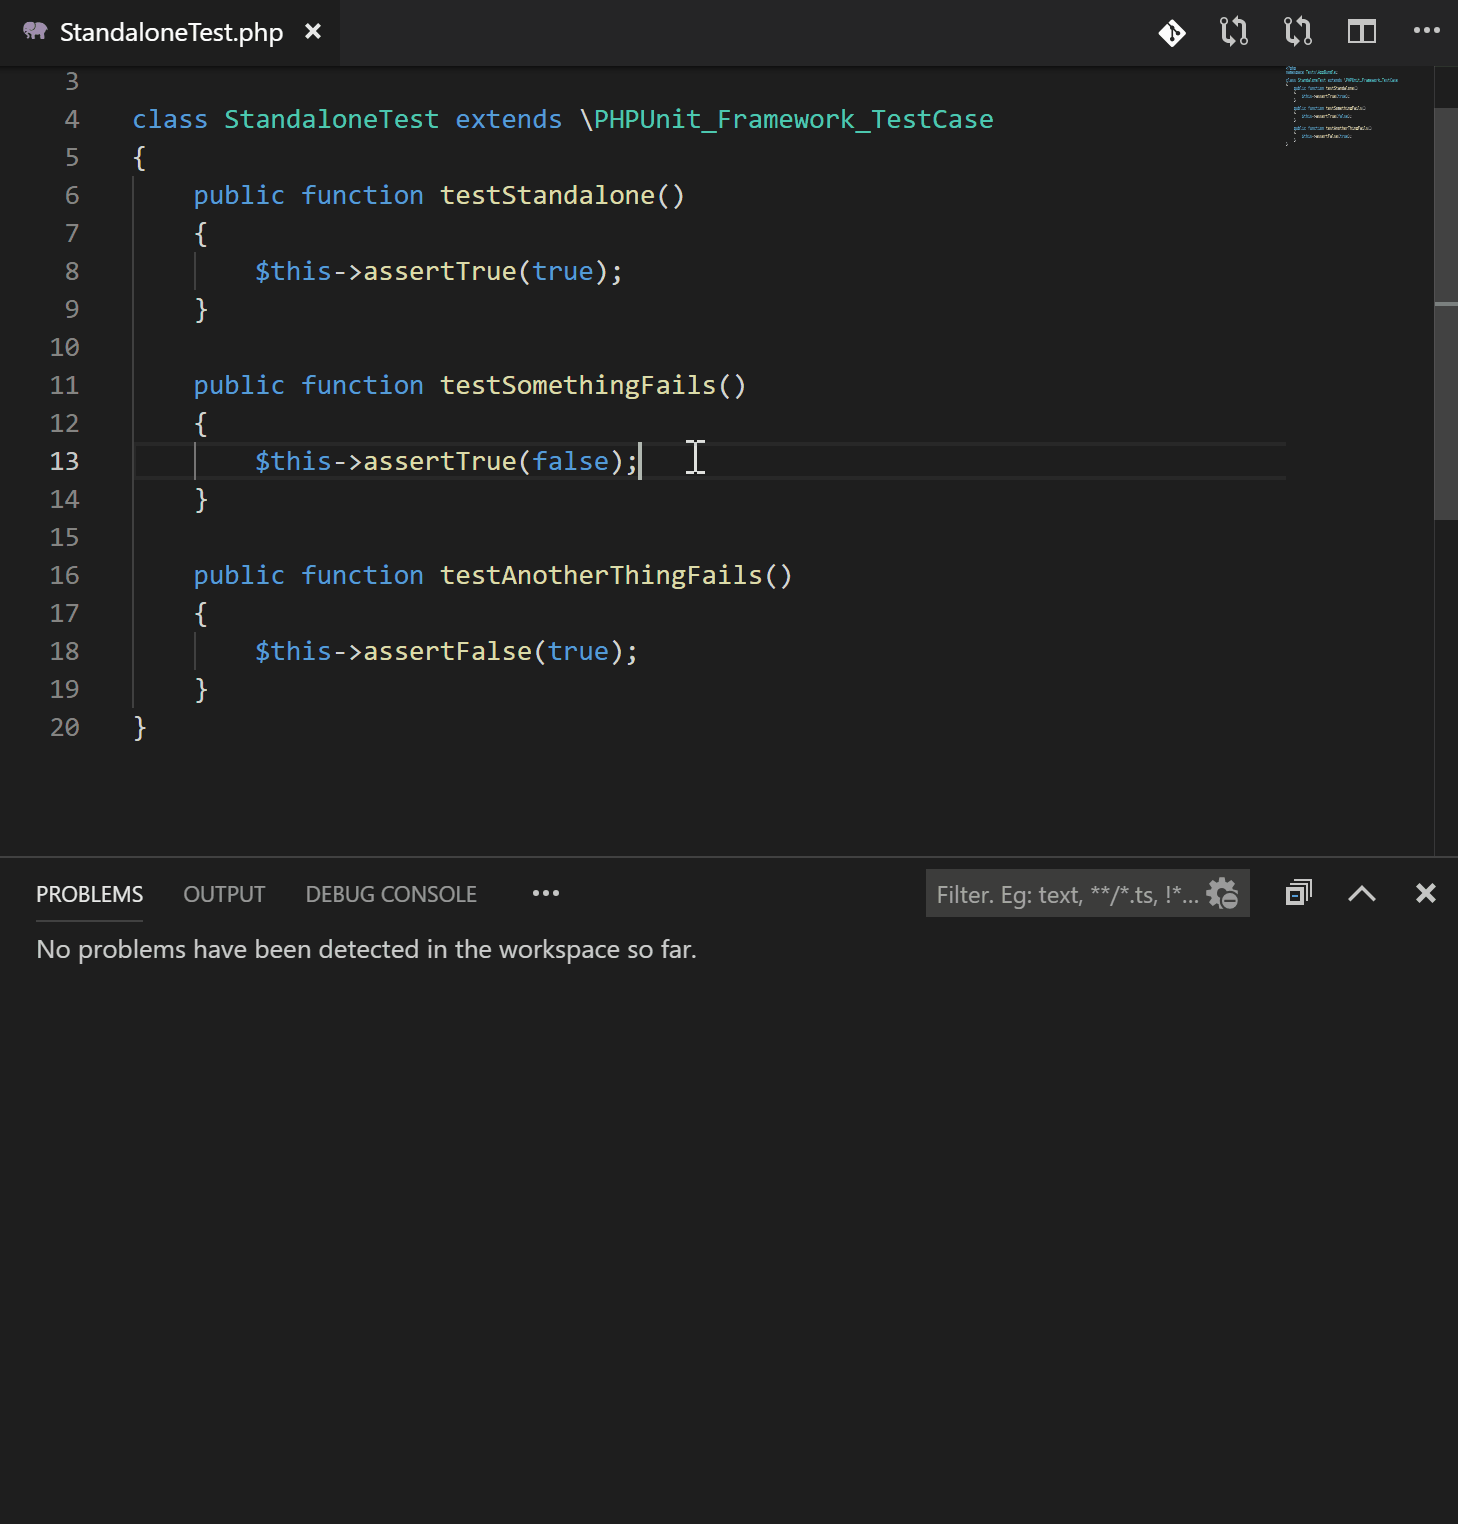 StandaloneTest.php
3
4 class StandaloneTest extends \PHPUnit_Framework_TestCase
5 {
6 public function testStandalone()
7 {
8 $this->assertTrue(true);
9 }
10
11 public function testSomethingFails()
12 {
13 $this->assertTrue(false);
14 }
15
16 public function testAnotherThingFails()
17 {
18 $this->assertFalse(true);
19 }
20 }
PROBLEMS OUTPUT DEBUG CONSOLE ••• Filter. Eg: text, **/*.ts, !*...
No problems have been detected in the workspace so far.